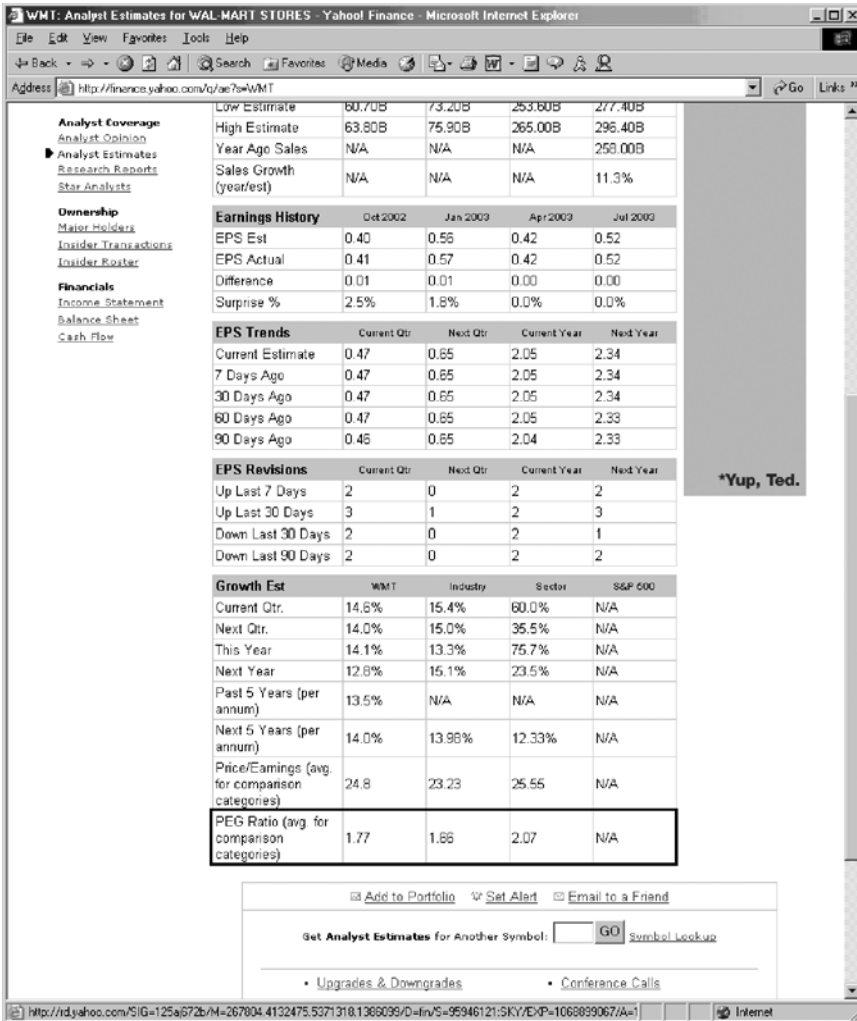 WMT: Analyst Estimates for WAL-MART STORES - Yahoo! Finance - Microsoft Internet Explorer
File Edit View Favorites Tools Help
Back Search Favorites Media
Address http://finance.yahoo.com/q/ae?s=WMT Go Links
Analyst Coverage
Analyst Opinion
Analyst Estimates
Research Reports
Star Analysts
Ownership
Major Holders
Insider Transactions
Insider Roster
Financials
Income Statement
Balance Sheet
Cash Flow
Low Estimate 60.70B 73.20B 253.60B 277.40B
High Estimate 63.80B 75.90B 265.00B 296.40B
Year Ago Sales N/A N/A N/A 258.00B
Sales Growth
(year/est) N/A N/A N/A 11.3%
Earnings History Oct 2002 Jan 2003 Apr 2003 Jul 2003
EPS Est 0.40 0.56 0.42 0.52
EPS Actual 0.41 0.57 0.42 0.52
Difference 0.01 0.01 0.00 0.00
Surprise % 2.5% 1.8% 0.0% 0.0%
EPS Trends Current Qtr Next Qtr Current Year Next Year
Current Estimate 0.47 0.65 2.05 2.34
7 Days Ago 0.47 0.65 2.05 2.34
30 Days Ago 0.47 0.65 2.05 2.34
60 Days Ago 0.47 0.65 2.05 2.33
90 Days Ago 0.46 0.65 2.04 2.33
EPS Revisions Current Qtr Next Qtr Current Year Next Year
Up Last 7 Days 2 0 2 2
Up Last 30 Days 3 1 2 3
Down Last 30 Days 2 0 2 1
Down Last 90 Days 2 0 2 2
*Yup, Ted.
Growth Est WMT Industry Sector S&P 500
Current Qtr. 14.6% 15.4% 60.0% N/A
Next Qtr. 14.0% 15.0% 35.5% N/A
This Year 14.1% 13.3% 75.7% N/A
Next Year 12.8% 15.1% 23.5% N/A
Past 5 Years (per
annum) 13.5% N/A N/A N/A
Next 5 Years (per
annum) 14.0% 13.98% 12.33% N/A
Price/Earnings (avg.
for comparison
categories) 24.8 23.23 25.55 N/A
PEG Ratio (avg. for
comparison
categories) 1.77 1.66 2.07 N/A
Add to Portfolio Set Alert Email to a Friend
Get Analyst Estimates for Another Symbol: GO Symbol Lookup
• Upgrades & Downgrades • Conference Calls
Internet